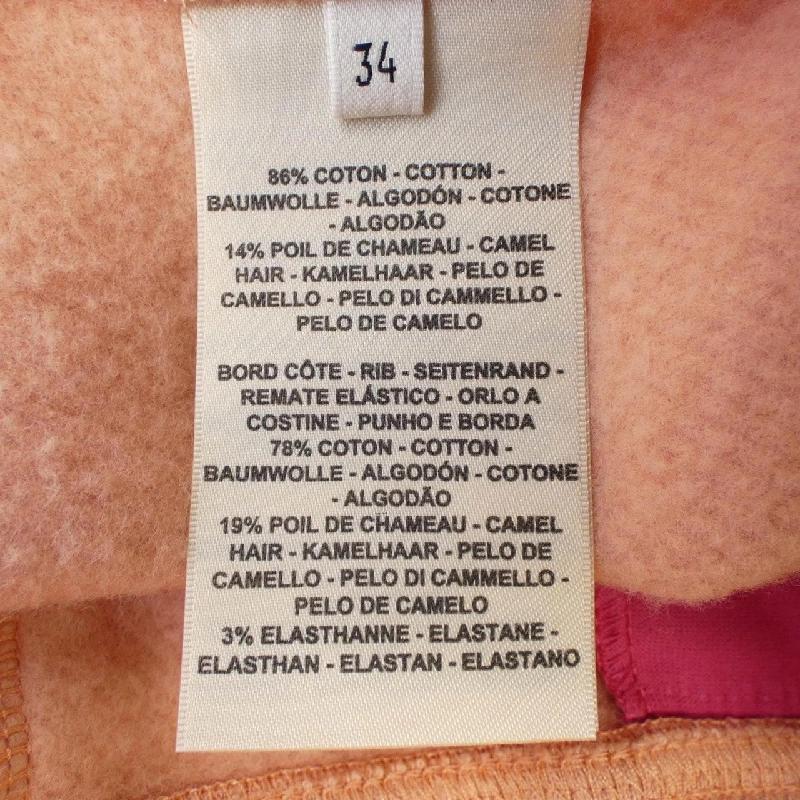 34
86% COTON - COTTON -
BAUMWOLLE - ALGODÓN - COTONE
- ALGODÃO
14% POIL DE CHAMEAU - CAMEL
HAIR - KAMELHAAR - PELO DE
CAMELLO - PELO DI CAMMELLO -
PELO DE CAMELO
BORD CÔTE - RIB - SEITENRAND -
REMATE ELÁSTICO - ORLO A
COSTINE - PUNHO E BORDA
78% COTON - COTTON -
BAUMWOLLE - ALGODÓN - COTONE
- ALGODÃO
19% POIL DE CHAMEAU - CAMEL
HAIR - KAMELHAAR - PELO DE
CAMELLO - PELO DI CAMMELLO -
PELO DE CAMELO
3% ELASTHANNE - ELASTANE -
ELASTHAN - ELASTAN - ELASTANO